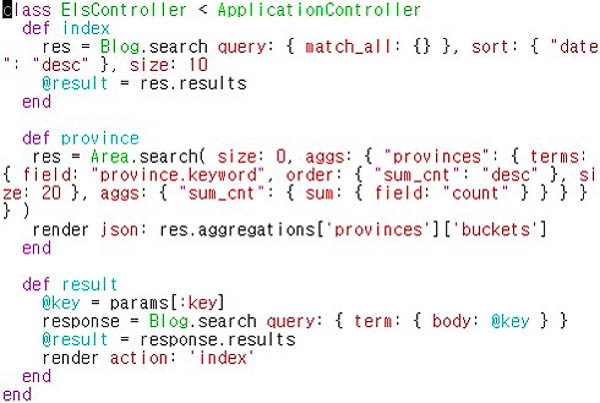 class ElsController < ApplicationController
  def index
    res = Blog.search query: { match_all: {} }, sort: { "date
": "desc" }, size: 10
    @result = res.results
  end

  def province
   res = Area.search( size: 0, aggs: { "provinces": { terms:
{ field: "province.keyword", order: { "sum_cnt": "desc" }, si
ze: 20 }, aggs: { "sum_cnt": { sum: { field: "count" } } } }
} )
   render json: res.aggregations['provinces']['buckets']
  end

  def result
    @key = params[:key]
    response = Blog.search query: { term: { body: @key } }
    @result = response.results
    render action: 'index'
  end
end